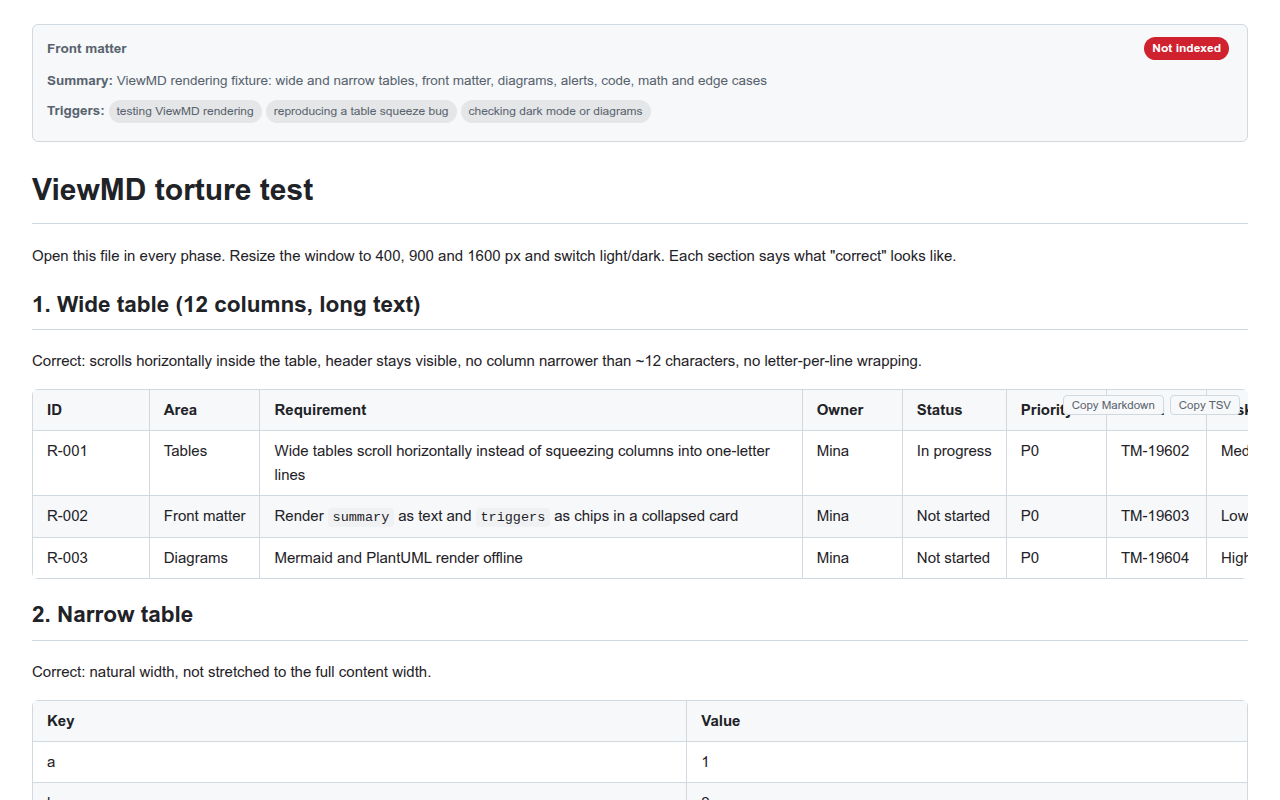 Front matter
Not indexed
Summary: ViewMD rendering fixture: wide and narrow tables, front matter, diagrams, alerts, code, math and edge cases
Triggers: testing ViewMD rendering reproducing a table squeeze bug checking dark mode or diagrams
ViewMD torture test
Open this file in every phase. Resize the window to 400, 900 and 1600 px and switch light/dark. Each section says what "correct" looks like.
1. Wide table (12 columns, long text)
Correct: scrolls horizontally inside the table, header stays visible, no column narrower than ~12 characters, no letter-per-line wrapping.
Copy Markdown Copy TSV
ID Area Requirement Owner Status Priority
R-001 Tables Wide tables scroll horizontally instead of squeezing columns into one-letter Mina In progress P0 TM-19602 Med
lines
R-002 Front matter Render summary as text and triggers as chips in a collapsed card Mina Not started P0 TM-19603 Low
R-003 Diagrams Mermaid and PlantUML render offline Mina Not started P0 TM-19604 High
2. Narrow table
Correct: natural width, not stretched to the full content width.
Key Value
a 1